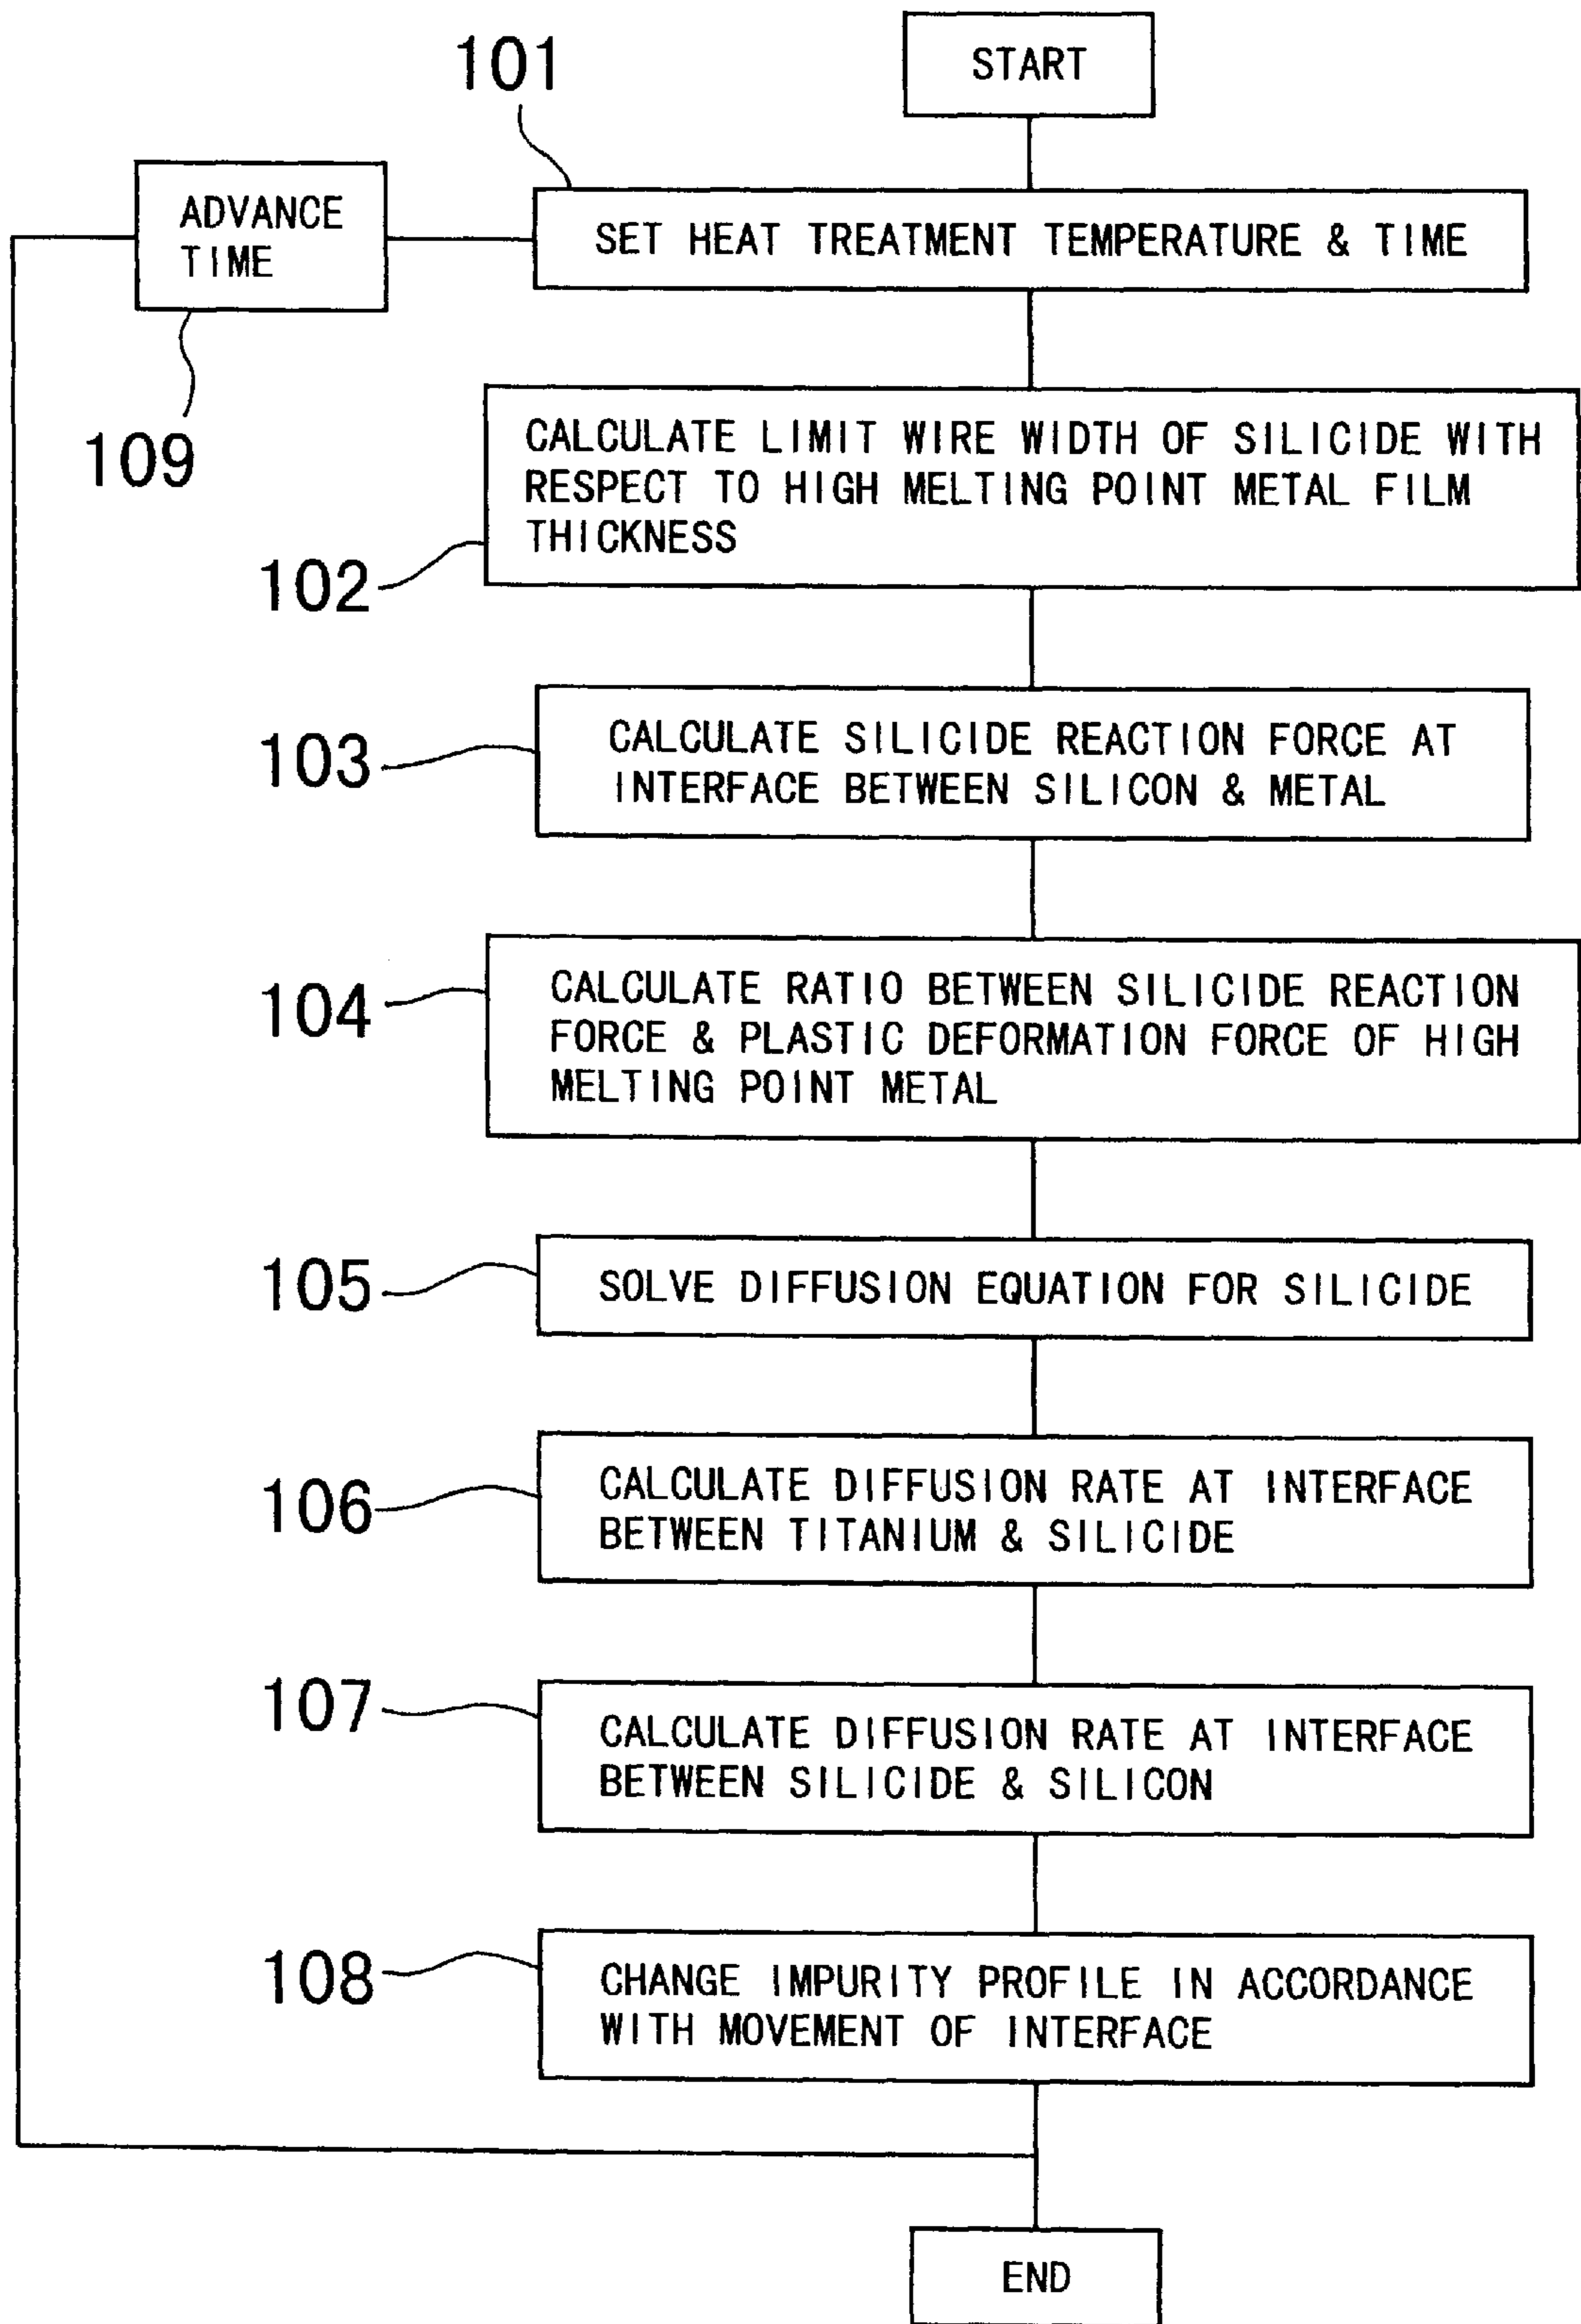 START
101
ADVANCE
TIME
109
SET HEAT TREATMENT TEMPERATURE & TIME
CALCULATE LIMIT WIRE WIDTH OF SILICIDE WITH
RESPECT TO HIGH MELTING POINT METAL FILM
THICKNESS
102
CALCULATE SILICIDE REACTION FORCE AT
INTERFACE BETWEEN SILICON & METAL
103
CALCULATE RATIO BETWEEN SILICIDE REACTION
FORCE & PLASTIC DEFORMATION FORCE OF HIGH
MELTING POINT METAL
104
SOLVE DIFFUSION EQUATION FOR SILICIDE
105
CALCULATE DIFFUSION RATE AT INTERFACE
BETWEEN TITANIUM & SILICIDE
106
CALCULATE DIFFUSION RATE AT INTERFACE
BETWEEN SILICIDE & SILICON
107
CHANGE IMPURITY PROFILE IN ACCORDANCE
WITH MOVEMENT OF INTERFACE
108
END